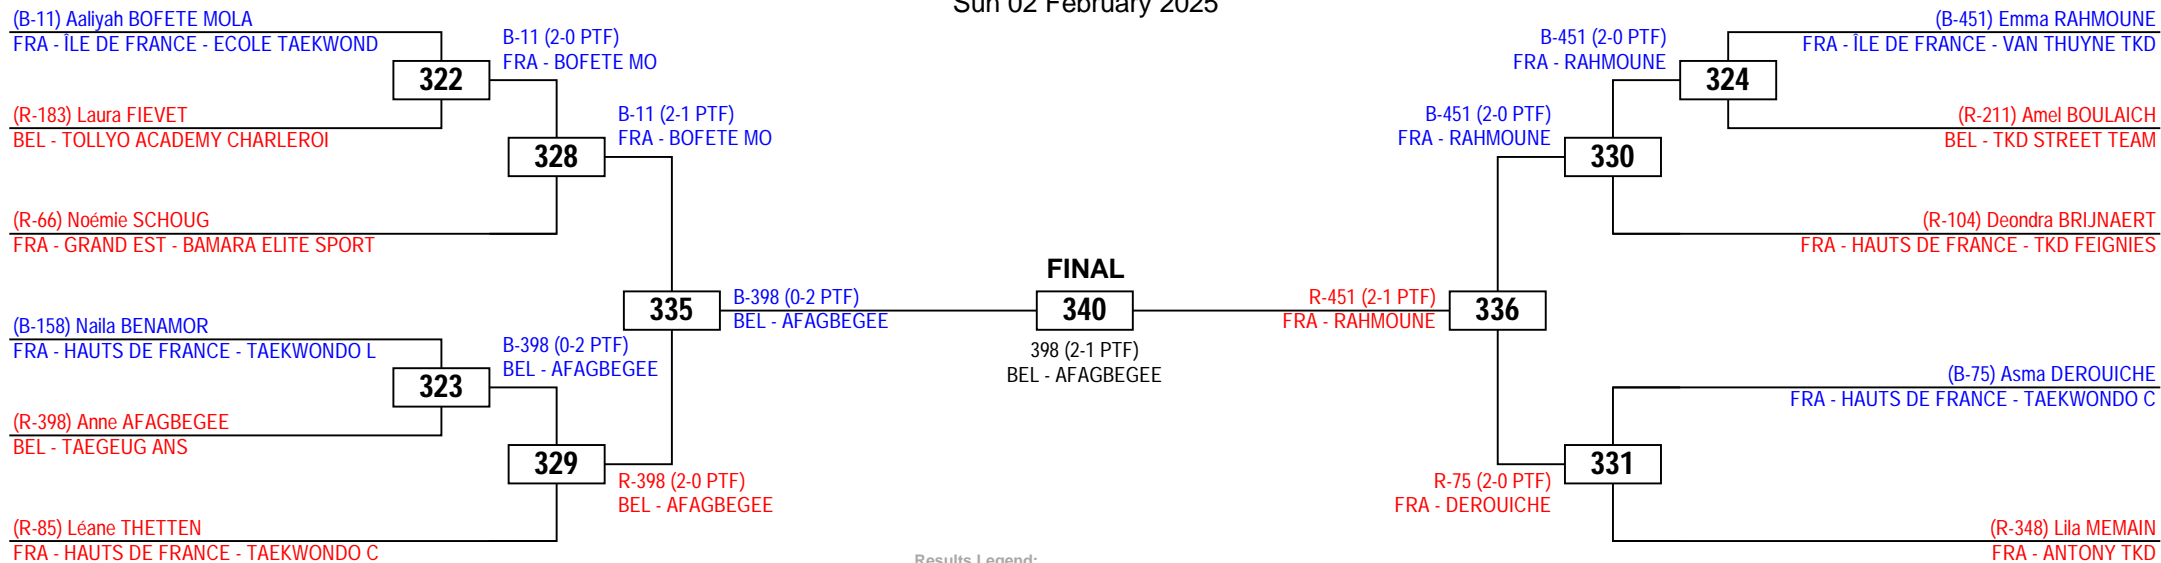 Sun 02 February 2025
(B-11) Aaliyah BOFETE MOLA
FRA - ÎLE DE FRANCE - ECOLE TAEKWOND
B-11 (2-0 PTF)
FRA - BOFETE MO
322
(R-183) Laura FIEVET
BEL - TOLLYO ACADEMY CHARLEROI
B-11 (2-1 PTF)
FRA - BOFETE MO
328
(R-66) Noémie SCHOUG
FRA - GRAND EST - BAMARA ELITE SPORT
335
B-398 (0-2 PTF)
BEL - AFAGBEGEE
(B-158) Naila BENAMOR
FRA - HAUTS DE FRANCE - TAEKWONDO L
B-398 (0-2 PTF)
BEL - AFAGBEGEE
323
(R-398) Anne AFAGBEGEE
BEL - TAEGEUG ANS
329
R-398 (2-0 PTF)
BEL - AFAGBEGEE
(R-85) Léane THETTEN
FRA - HAUTS DE FRANCE - TAEKWONDO C
FINAL
340
398 (2-1 PTF)
BEL - AFAGBEGEE
(B-451) Emma RAHMOUNE
FRA - ÎLE DE FRANCE - VAN THUYNE TKD
B-451 (2-0 PTF)
FRA - RAHMOUNE
324
(R-211) Amel BOULAICH
BEL - TKD STREET TEAM
B-451 (2-0 PTF)
FRA - RAHMOUNE
330
(R-104) Deondra BRIJNAERT
FRA - HAUTS DE FRANCE - TKD FEIGNIES
R-451 (2-1 PTF)
FRA - RAHMOUNE
336
(B-75) Asma DEROUICHE
FRA - HAUTS DE FRANCE - TAEKWONDO C
331
R-75 (2-0 PTF)
FRA - DEROUICHE
(R-348) Lila MEMAIN
FRA - ANTONY TKD
Results Legend: